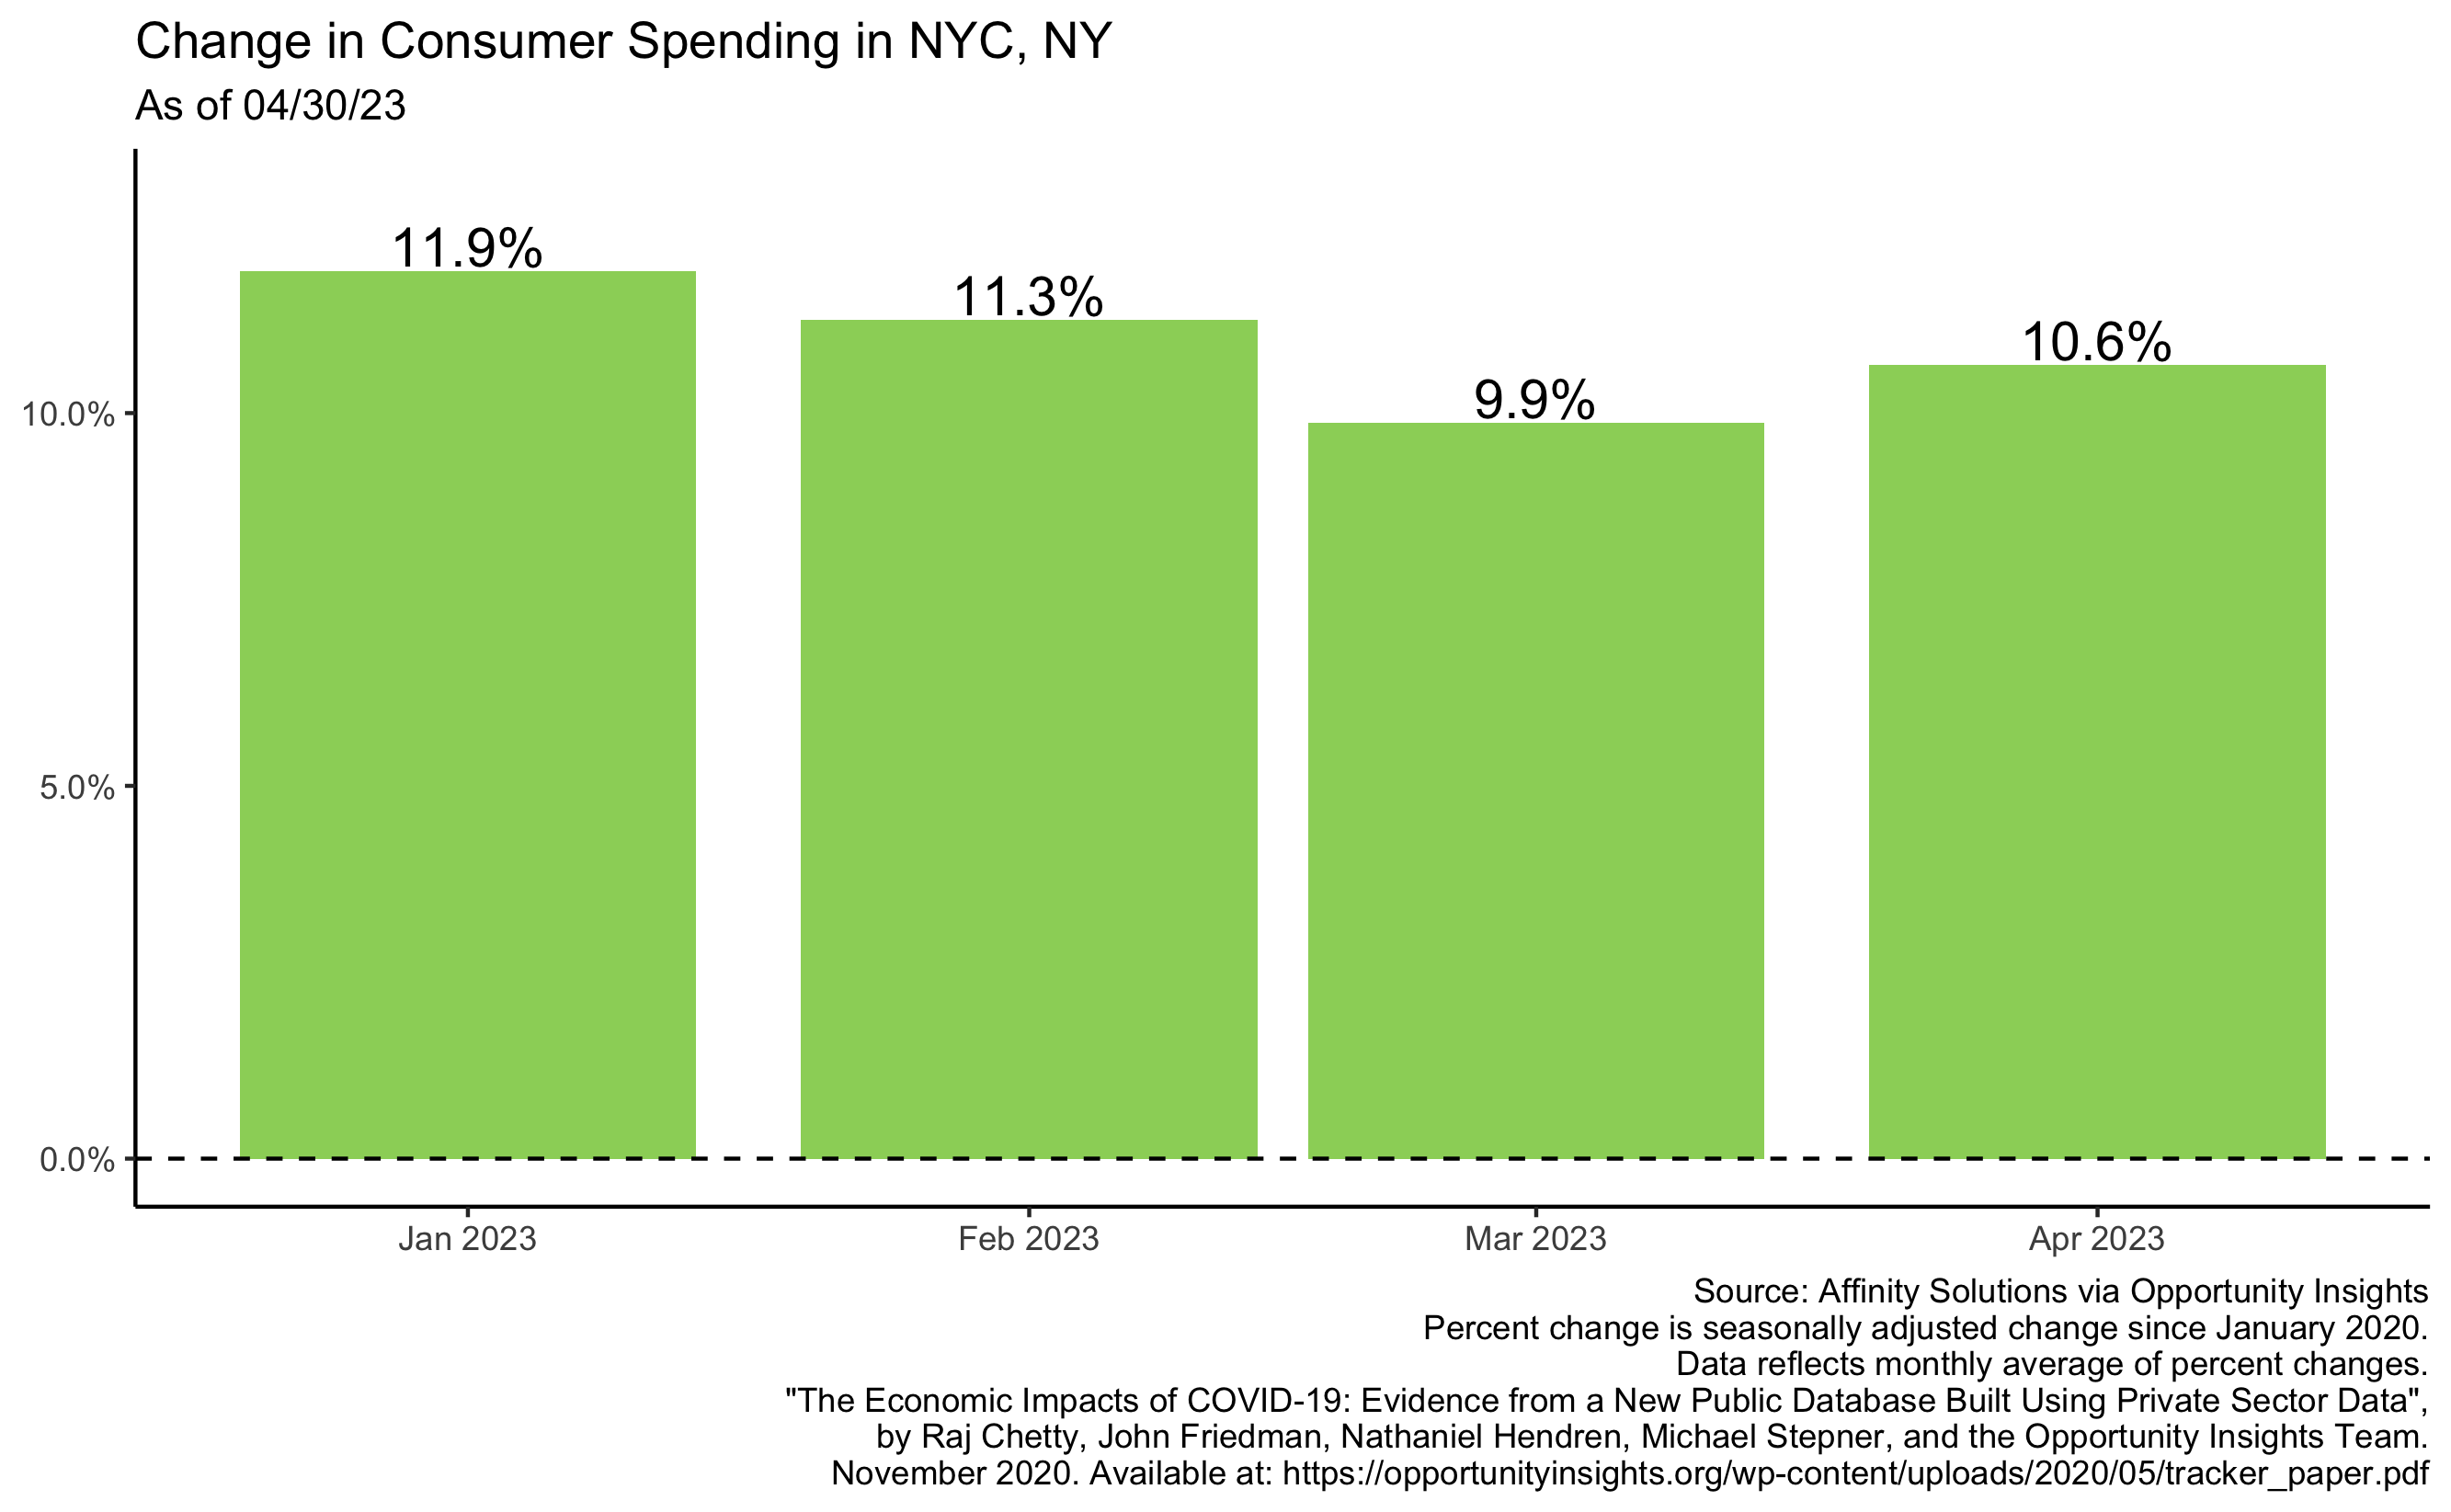 Change in Consumer Spending in NYC, NY
As of 04/30/23
11.9%
11.3%
10.6%
9.9%
10.0%
5.0%
0.0%
Jan 2023
Feb 2023
Mar 2023
Apr 2023
Source: Affinity Solutions via Opportunity Insights
Percent change is seasonally adjusted change since January 2020.
Data reflects monthly average of percent changes.
"The Economic Impacts of COVID-19: Evidence from a New Public Database Built Using Private Sector Data",
by Raj Chetty, John Friedman, Nathaniel Hendren, Michael Stepner, and the Opportunity Insights Team.
November 2020. Available at: https://opportunityinsights.org/wp-content/uploads/2020/05/tracker_paper.pdf